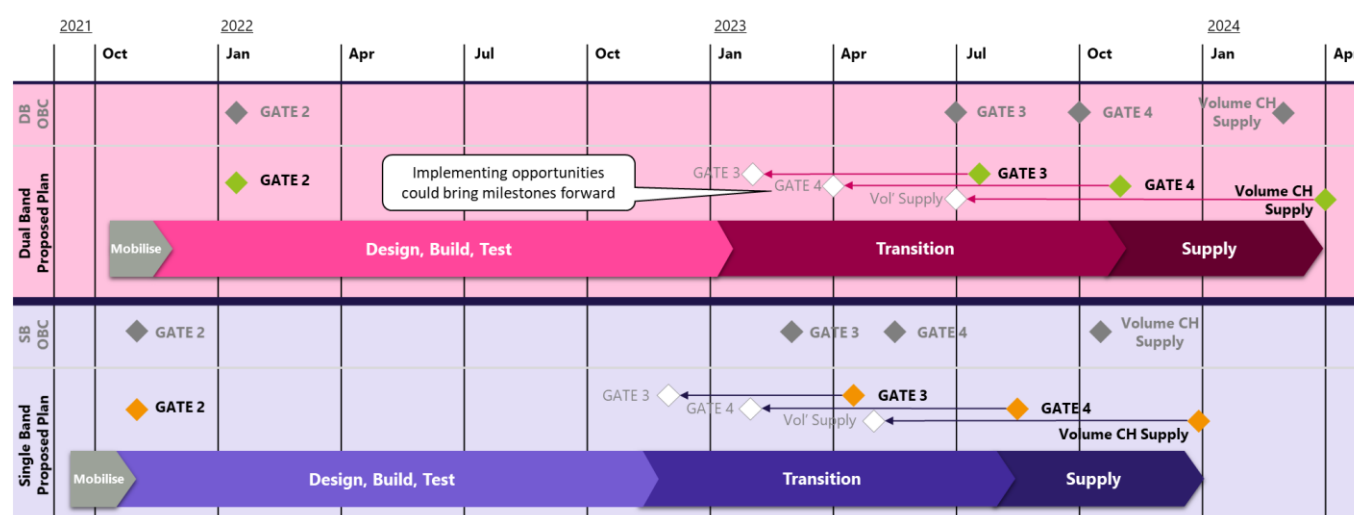 2021
2022
2023
2024
Oct
Jan
Apr
Jul
Oct
Jan
Apr
Jul
Oct
Jan
Ap
DB
OBC
GATE 2
GATE 3
GATE 4
Volume CH
Supply
Dual Band
Proposed Plan
GATE 2
Implementing opportunities
could bring milestones forward
GATE 3
GATE 4
Vol' Supply
GATE 3
GATE 4
Volume CH
Supply
Mobilise
Design, Build, Test
Transition
Supply
SB
OBC
GATE 2
GATE 3
GATE 4
Volume CH
Supply
Single Band
Proposed Plan
GATE 2
GATE 3
GATE 4
Vol' Supply
GATE 3
GATE 4
Volume CH Supply
Mobilise
Design, Build, Test
Transition
Supply